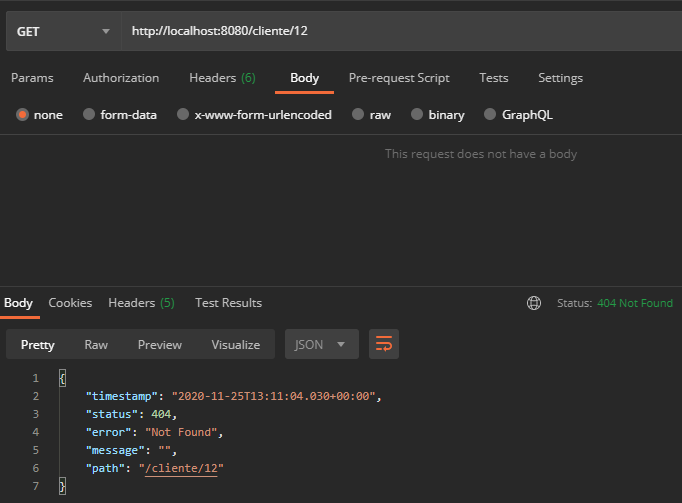 GET http://localhost:8080/cliente/12
Params Authorization Headers (6) Body Pre-request Script Tests Settings
none form-data x-www-form-urlencoded raw binary GraphQL
This request does not have a body
Body Cookies Headers (5) Test Results Status: 404 Not Found
Pretty Raw Preview Visualize JSON
1 {
2 "timestamp": "2020-11-25T13:11:04.030+00:00",
3 "status": 404,
4 "error": "Not Found",
5 "message": "",
6 "path": "/cliente/12"
7 }